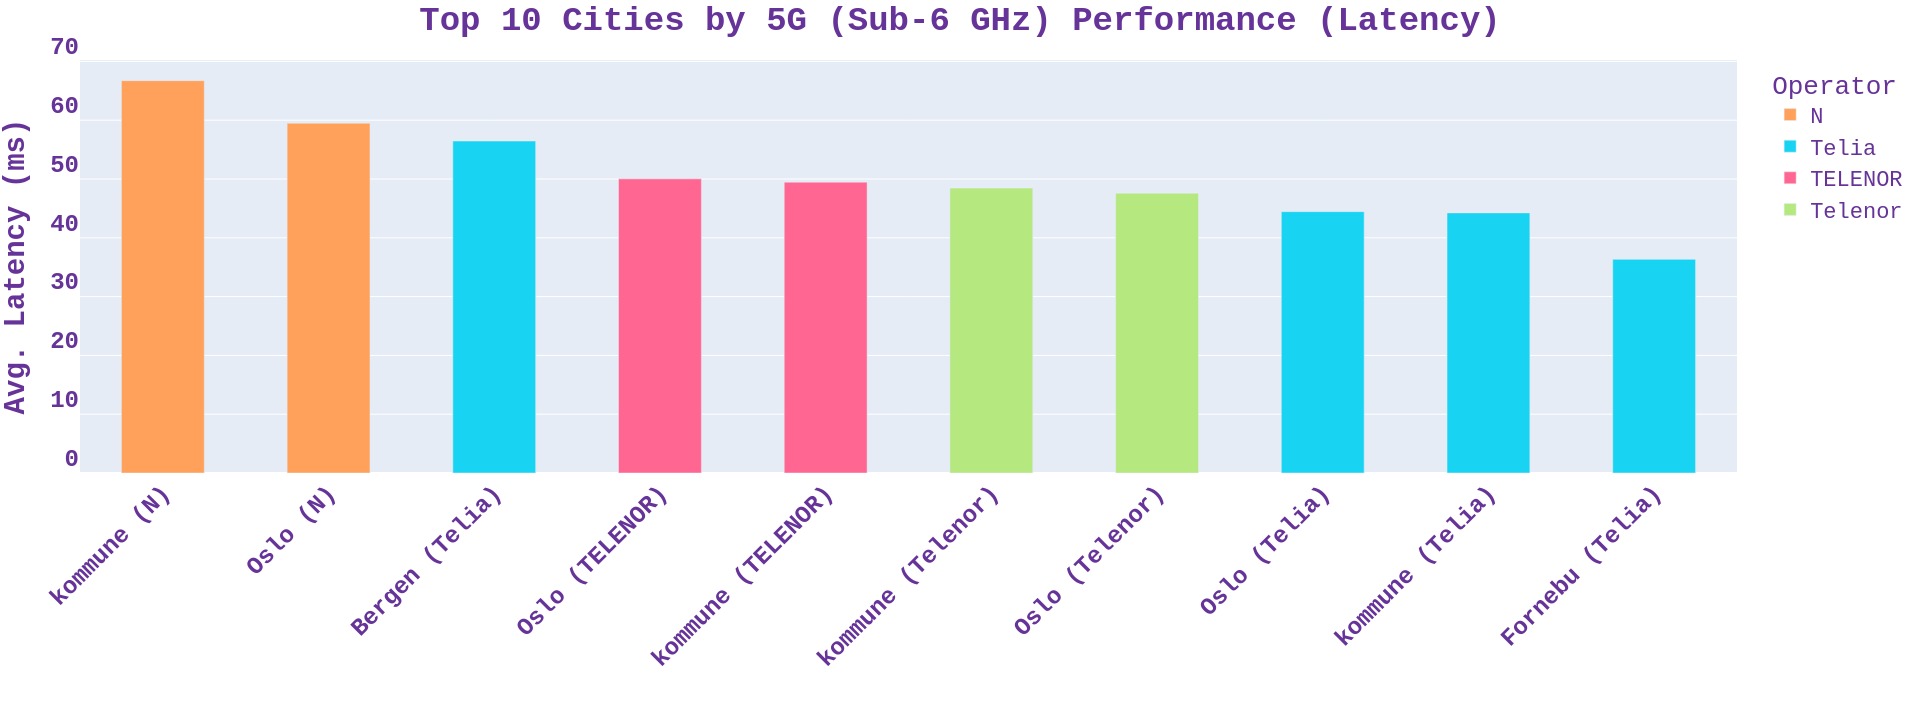 Top 10 Cities by 5G (Sub-6 GHz) Performance (Latency)
Avg. Latency (ms)
70
60
50
40
30
20
10
0
kommune (N)
Oslo (N)
Bergen (Telia)
Oslo (TELENOR)
kommune (TELENOR)
kommune (Telenor)
Oslo (Telenor)
Oslo (Telia)
kommune (Telia)
Fornebu (Telia)
Operator
N
Telia
TELENOR
Telenor